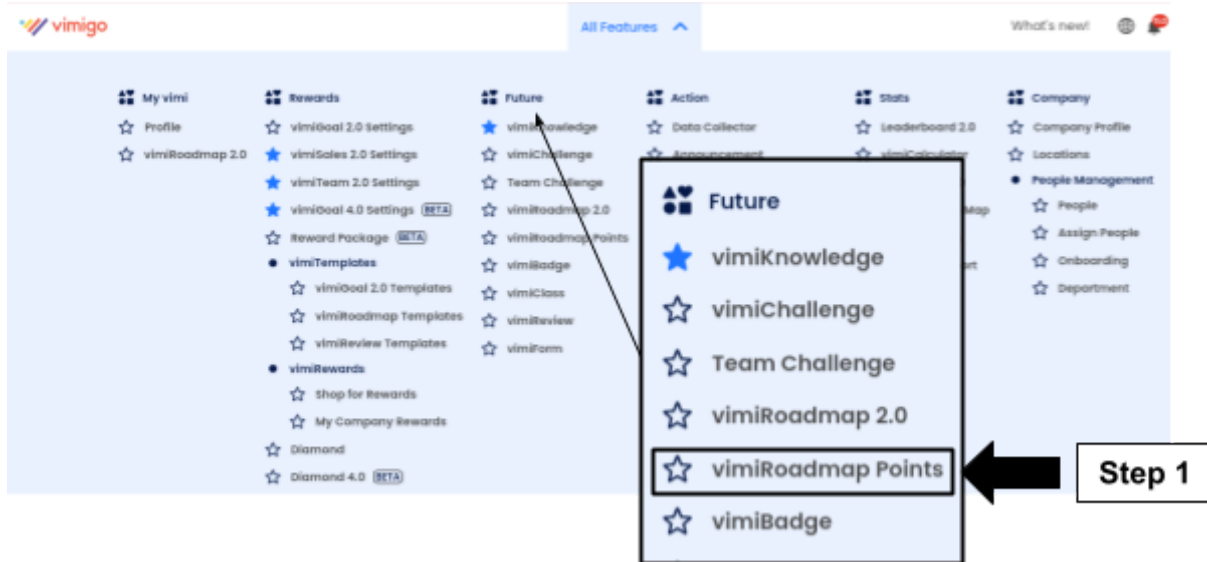 vimigo
All Features
What's new!
My vimi
Profile
vimiRoadmap 2.0
Rewards
vimiGoal 2.0 Settings
vimiSales 2.0 Settings
vimiTeam 2.0 Settings
vimiGoal 4.0 Settings BETA
Reward Package BETA
vimiTemplates
vimiGoal 2.0 Templates
vimiRoadmap Templates
vimiReview Templates
vimiRewards
Shop for Rewards
My Company Rewards
Diamond
Diamond 4.0 BETA
Future
vimiKnowledge
vimiChallenge
Team Challenge
vimiRoadmap 2.0
vimiRoadmap Points
vimiBadge
vimiClass
vimiReview
vimiForm
Action
Data Collector
Announcement
Stats
Leaderboard 2.0
vimiCalculator
Map
Company
Company Profile
Locations
People Management
People
Assign People
Onboarding
Department
Future
vimiKnowledge
vimiChallenge
Team Challenge
vimiRoadmap 2.0
vimiRoadmap Points
vimiBadge
Step 1